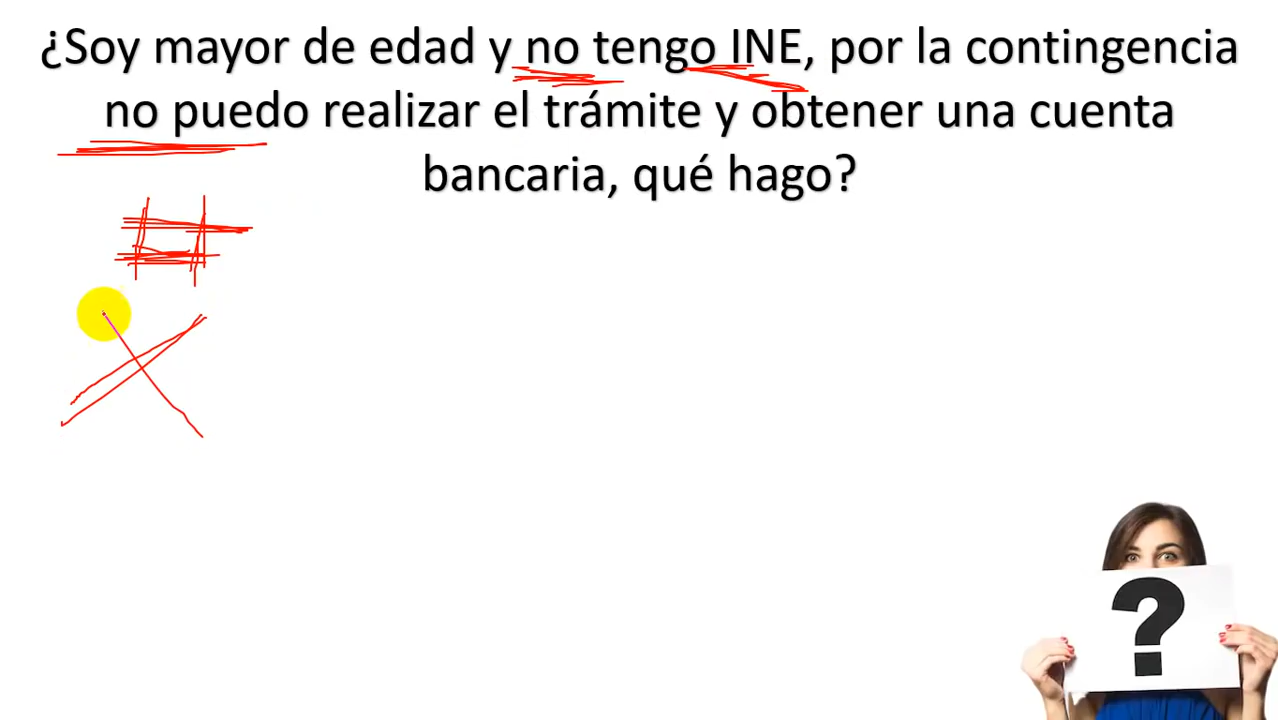 ¿Soy mayor de edad y no tengo INE, por la contingencia
no puedo realizar el trámite y obtener una cuenta
bancaria, qué hago?
?